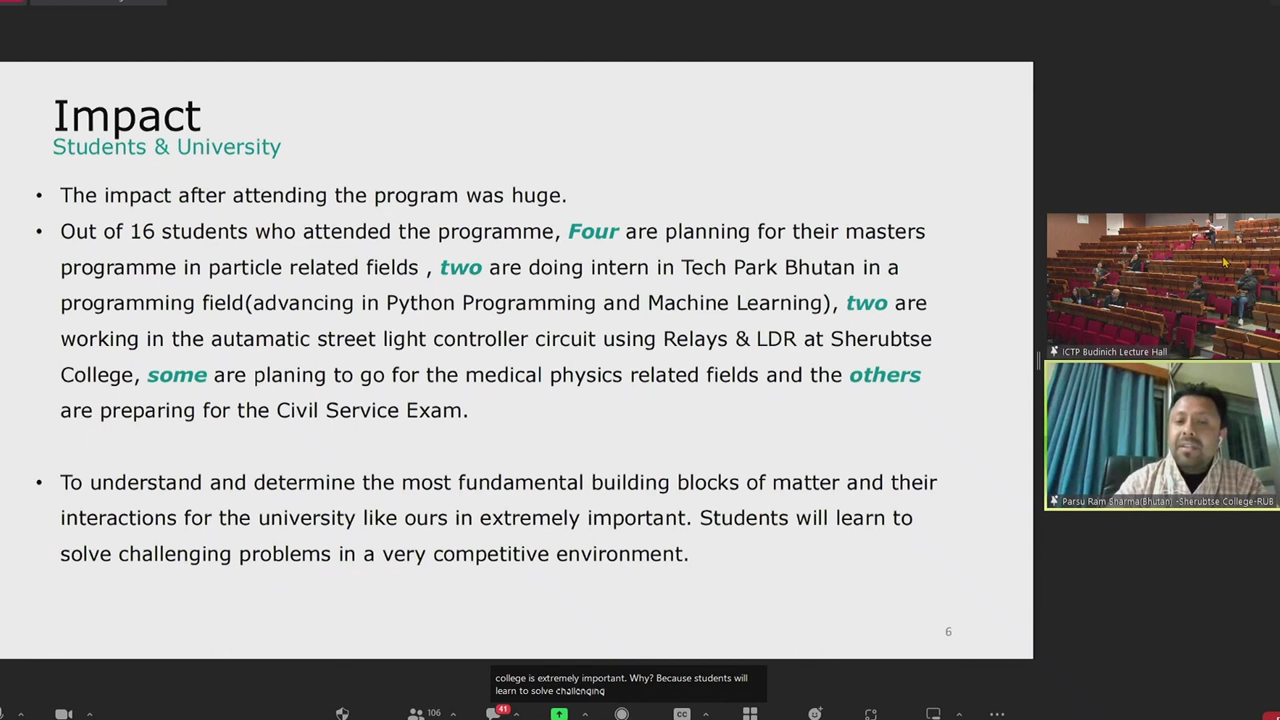 Impact
Students & University
• The impact after attending the program was huge.
• Out of 16 students who attended the programme, Four are planning for their masters
programme in particle related fields , two are doing intern in Tech Park Bhutan in a
programming field(advancing in Python Programming and Machine Learning), two are
working in the autamatic street light controller circuit using Relays & LDR at Sherubtse
College, some are planing to go for the medical physics related fields and the others
are preparing for the Civil Service Exam.
• To understand and determine the most fundamental building blocks of matter and their
interactions for the university like ours in extremely important. Students will learn to
solve challenging problems in a very competitive environment.
6
ICTP Budinich Lecture Hall
Parsu Ram Sharma(Bhutan) -Sherubtse College-RUB
college is extremely important. Why? Because students will
learn to solve challenging
106
41
CC